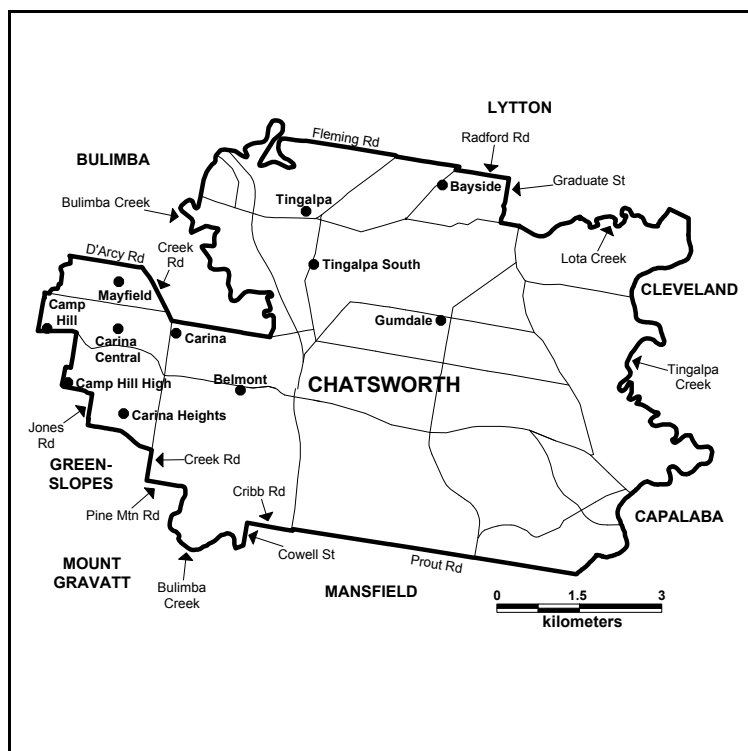 LYTTON
Fleming Rd
Radford Rd
BULIMBA
Bayside
Graduate St
Bulimba Creek
Tingalpa
D'Arcy Rd
Creek
Rd
Lota Creek
Tingalpa South
Mayfield
CLEVELAND
Camp
Hill
Gumdale
Carina
Central
Carina
Tingalpa
Creek
Camp Hill High
Belmont
CHATSWORTH
Jones
Rd
Carina Heights
GREEN-
SLOPES
Creek Rd
Cribb Rd
Pine Mtn Rd
CAPALABA
Cowell St
MOUNT
GRAVATT
Prout Rd
Bulimba
Creek
MANSFIELD
0 1.5 3
kilometers